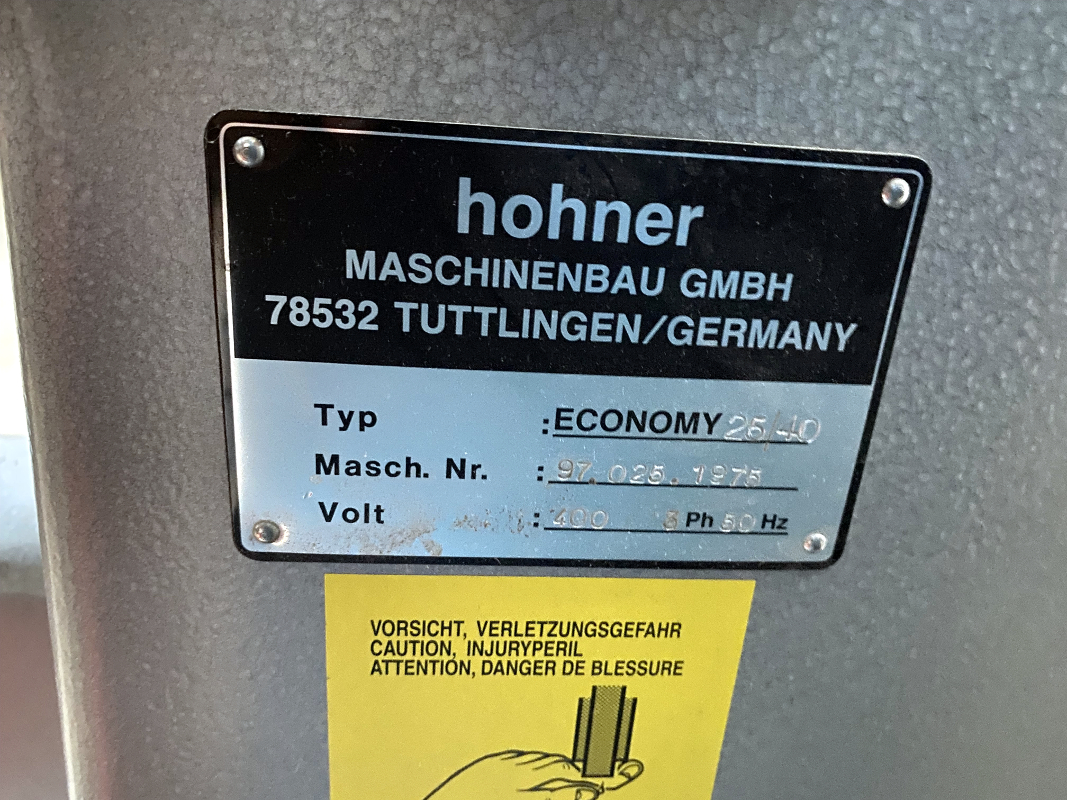 hohner
MASCHINENBAU GMBH
78532 TUTTLINGEN/GERMANY
Typ :ECONOMY 25/40
Masch. Nr. : 97.025.1975
Volt : 400 3 Ph 50 Hz
VORSICHT, VERLETZUNGSGEFAHR
CAUTION, INJURYPERIL
ATTENTION, DANGER DE BLESSURE